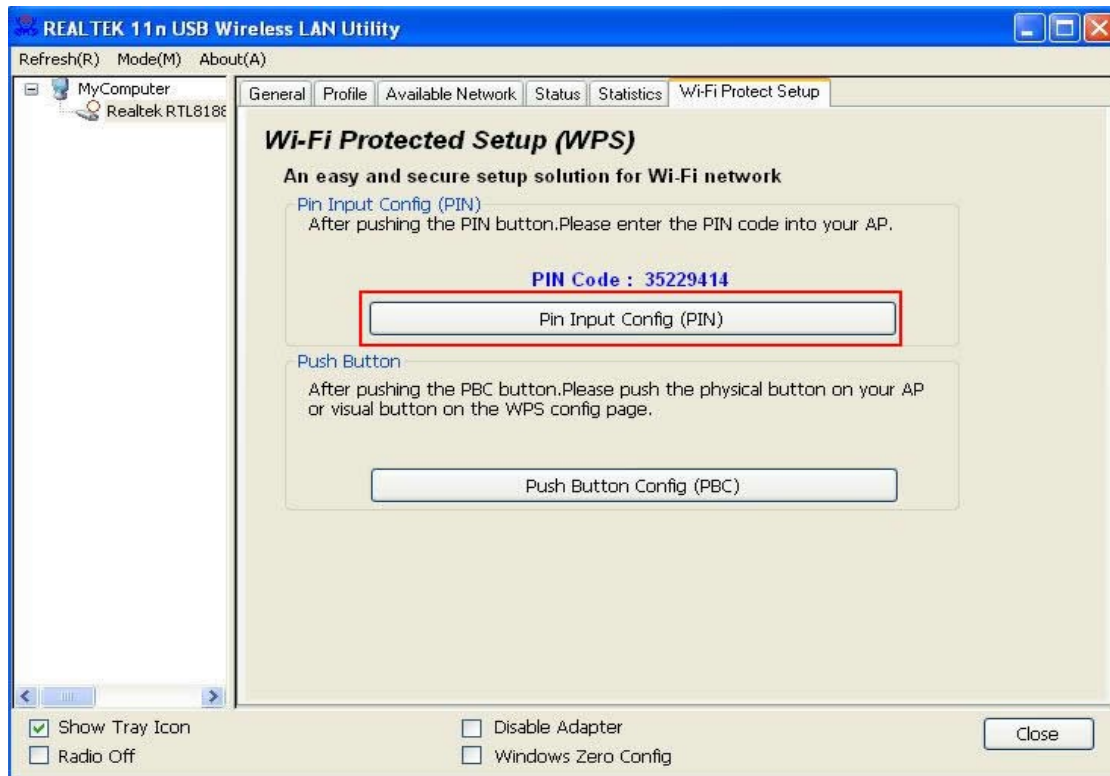 REALTEK 11n USB Wireless LAN Utility
Refresh(R) Mode(M) About(A)
MyComputer
Realtek RTL8188
General Profile Available Network Status Statistics Wi-Fi Protect Setup
Wi-Fi Protected Setup (WPS)
An easy and secure setup solution for Wi-Fi network
Pin Input Config (PIN)
After pushing the PIN button.Please enter the PIN code into your AP.
PIN Code : 35229414
Pin Input Config (PIN)
Push Button
After pushing the PBC button.Please push the physical button on your AP
or visual button on the WPS config page.
Push Button Config (PBC)
Show Tray Icon
Radio Off
Disable Adapter
Windows Zero Config
Close